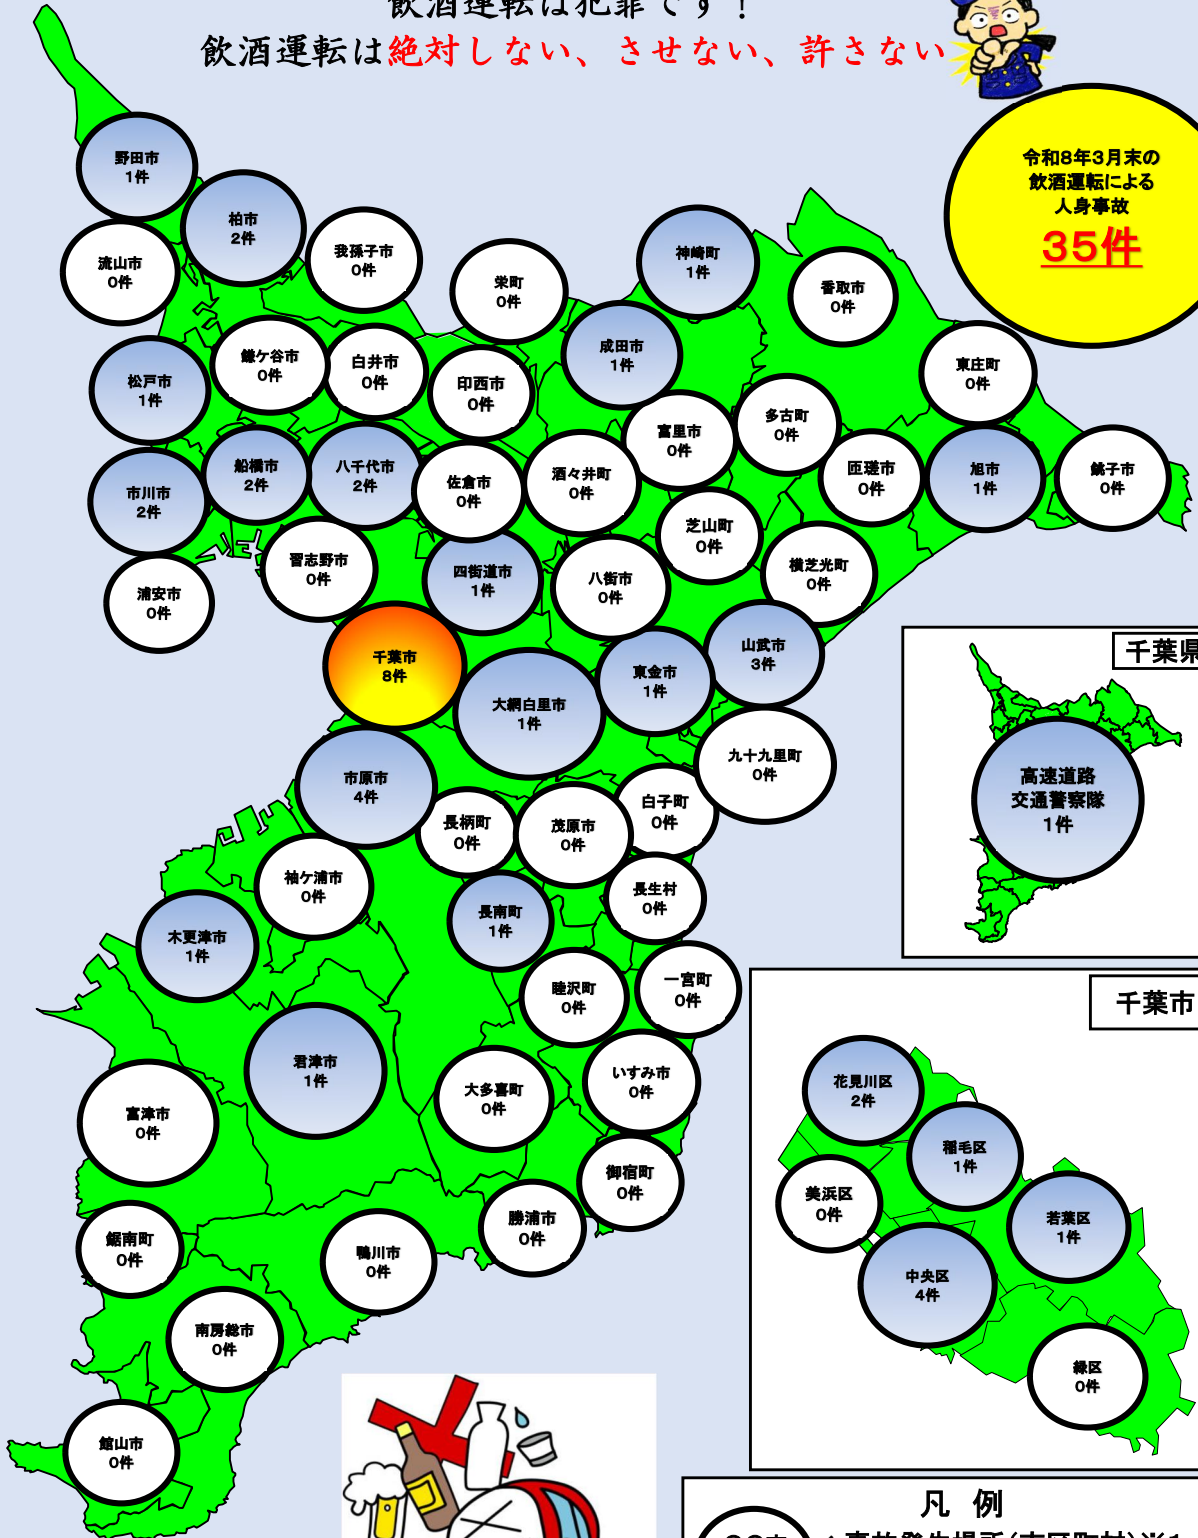 飲酒運転は犯罪です！
飲酒運転は絶対しない、させない、許さない
令和8年3月末の
飲酒運転による
人身事故
35件
野田市
1件
柏市
2件
流山市
0件
我孫子市
0件
栄町
0件
神崎町
1件
香取市
0件
鎌ケ谷市
0件
白井市
0件
印西市
0件
成田市
1件
東庄町
0件
松戸市
1件
富里市
0件
多古町
0件
船橋市
2件
八千代市
2件
佐倉市
0件
酒々井町
0件
匝瑳市
0件
旭市
1件
銚子市
0件
市川市
2件
芝山町
0件
習志野市
0件
四街道市
1件
八街市
0件
横芝光町
0件
浦安市
0件
千葉市
8件
大網白里市
1件
東金市
1件
山武市
3件
九十九里町
0件
市原市
4件
長柄町
0件
茂原市
0件
白子町
0件
袖ケ浦市
0件
長南町
1件
長生村
0件
木更津市
1件
睦沢町
0件
一宮町
0件
君津市
1件
大多喜町
0件
いすみ市
0件
富津市
0件
御宿町
0件
鋸南町
0件
鴨川市
0件
勝浦市
0件
南房総市
0件
館山市
0件
千葉県
高速道路
交通警察隊
1件
千葉市
花見川区
2件
稲毛区
1件
美浜区
0件
若葉区
1件
中央区
4件
緑区
0件
凡 例